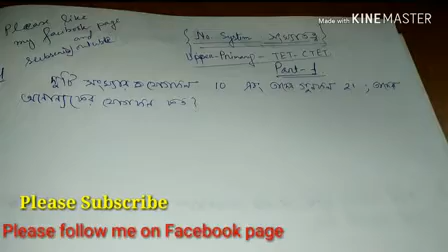 Made with
KINEMASTER
Please like
my facebook page
and
subscribe
No. System সংখ্যাতত্ত্ব
Upper-Primary - TET-CTET
Part-1
দুটি সংখ্যার যোগফল 10 এবং তাদের গুণফল 21 ; তাদের
অন্যোন্যকের যোগফল কত?
Please Subscribe
Please follow me on Facebook page